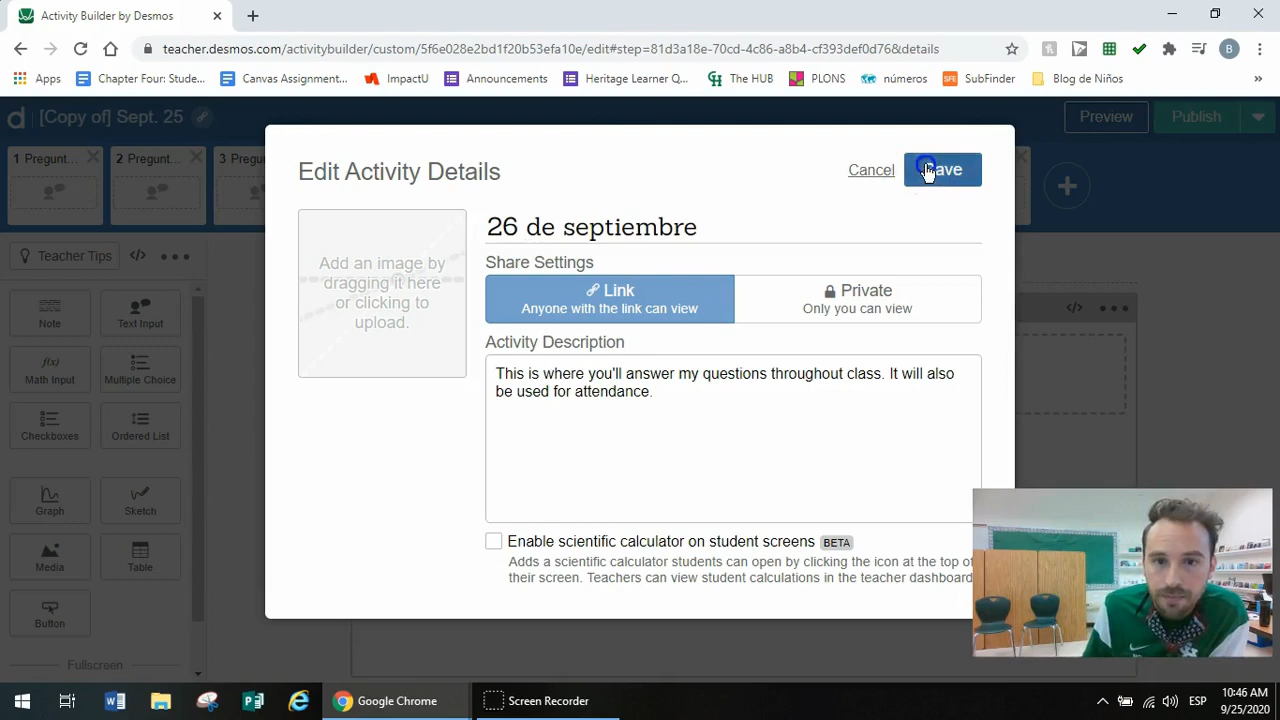 Activity Builder by Desmos
teacher.desmos.com/activitybuilder/custom/5f6e028e2bd1f20b53efa10e/edit#step=81d3a18e-70cd-4c86-a8b4-cf393def0d76&details
B
Apps
Chapter Four: Stude...
Canvas Assignment...
ImpactU
Announcements
Heritage Learner Q...
The HUB
PLONS
números
SFE
SubFinder
Blog de Niños
»
d
[Copy of] Sept. 25
Preview
Publish
1 Pregunt...
2 Pregunt...
3 Pregunt
Edit Activity Details
Cancel
Save
Teacher Tips
Add an image by
dragging it here
or clicking to
upload.
26 de septiembre
Share Settings
Link
Anyone with the link can view
Private
Only you can view
Activity Description
This is where you'll answer my questions throughout class. It will also
be used for attendance.
Enable scientific calculator on student screens BETA
Adds a scientific calculator students can open by clicking the icon at the top of
their screen. Teachers can view student calculations in the teacher dashboard
Note
Text Input
f(x)
Math Input
Multiple Choice
Checkboxes
Ordered List
Graph
Sketch
Media
Table
Button
Fullscreen
Google Chrome
Screen Recorder
ESP
10:46 AM
9/25/2020